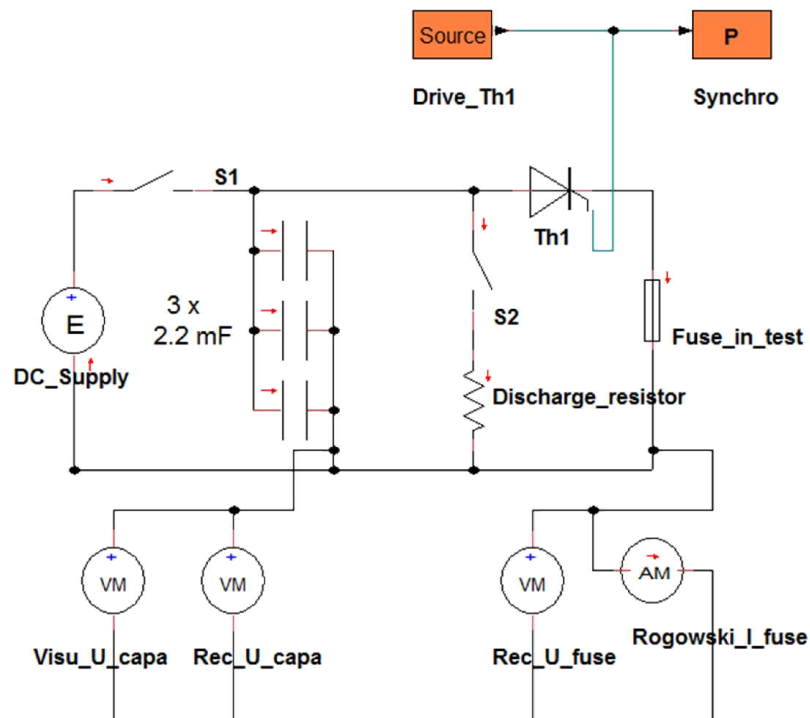 Source
P
Drive_Th1
Synchro
S1
Th1
3 x
2.2 mF
S2
E
DC_Supply
Fuse_in_test
Discharge_resistor
VM
VM
VM
AM
Visu_U_capa
Rec_U_capa
Rec_U_fuse
Rogowski_I_fuse